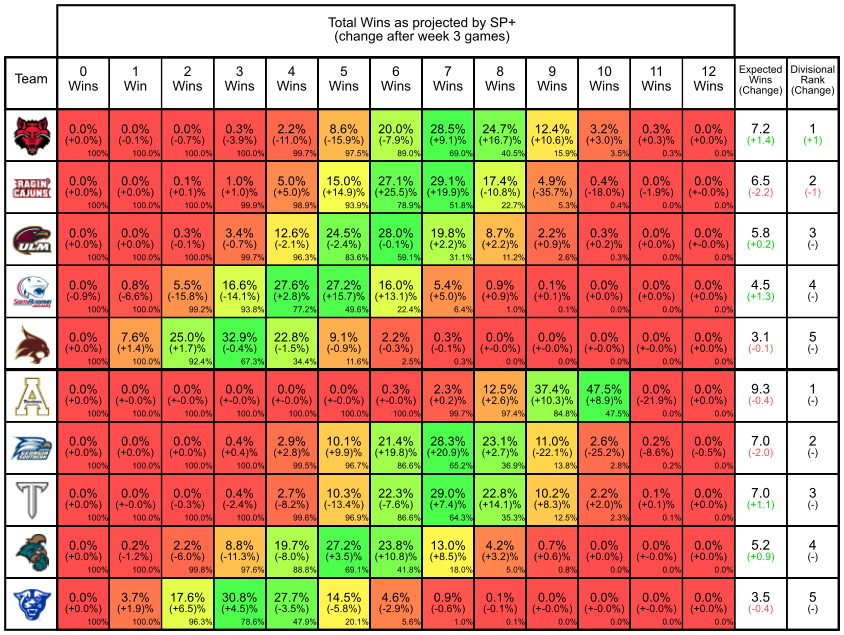 Total Wins as projected by SP+
(change after week 3 games)
Team
0 Wins
1 Win
2 Wins
3 Wins
4 Wins
5 Wins
6 Wins
7 Wins
8 Wins
9 Wins
10 Wins
11 Wins
12 Wins
Expected Wins (Change)
Divisional Rank (Change)
0.0% 0.0% 0.0% 0.3% 2.2% 8.6% 20.0% 28.5% 24.7% 12.4% 3.2% 0.3% 0.0% 7.2 1
(+0.0%) (-0.1%) (-0.7%) (-3.9%) (-11.0%) (-15.9%) (-7.9%) (+9.1%) (+16.7%) (+10.6%) (+3.0%) (+0.3%) (+0.0%) (+1.4) (+1)
100% 100.0% 100.0% 100.0% 99.7% 97.5% 89.0% 69.0% 40.5% 15.9% 3.5% 0.3% 0.0%
RAGIN' CAJUNS
0.0% 0.0% 0.1% 1.0% 5.0% 15.0% 27.1% 29.1% 17.4% 4.9% 0.4% 0.0% 0.0% 6.5 2
(+0.0%) (+0.0%) (+0.1%) (+1.0%) (+5.0%) (+14.9%) (+25.5%) (+19.9%) (-10.8%) (-35.7%) (-18.0%) (-1.9%) (+0.0%) (-2.2) (-1)
100% 100.0% 100.0% 99.9% 98.9% 93.9% 78.9% 51.8% 22.7% 5.3% 0.4% 0.0% 0.0%
ULM
0.0% 0.0% 0.3% 3.4% 12.6% 24.5% 28.0% 19.8% 8.7% 2.2% 0.3% 0.0% 0.0% 5.8 3
(+0.0%) (+0.0%) (-0.1%) (-0.7%) (-2.1%) (-2.4%) (-0.1%) (+2.2%) (+2.2%) (+0.9%) (+0.2%) (+0.0%) (+-0.0%) (+0.2) (-)
100% 100.0% 100.0% 99.7% 96.3% 83.6% 59.1% 31.1% 11.2% 2.6% 0.3% 0.0% 0.0%
0.0% 0.8% 5.5% 16.6% 27.6% 27.2% 16.0% 5.4% 0.9% 0.1% 0.0% 0.0% 0.0% 4.5 4
(-0.9%) (-6.6%) (-15.8%) (-14.1%) (+2.8%) (+15.7%) (+13.1%) (+5.0%) (+0.9%) (+0.1%) (+0.0%) (+0.0%) (+0.0%) (+1.3) (-)
100% 100.0% 99.2% 93.8% 77.2% 49.6% 22.4% 6.4% 1.0% 0.1% 0.0% 0.0% 0.0%
0.0% 7.6% 25.0% 32.9% 22.8% 9.1% 2.2% 0.3% 0.0% 0.0% 0.0% 0.0% 0.0% 3.1 5
(+0.0%) (+1.4)% (+1.7)% (-0.4%) (-1.5%) (-0.9%) (-0.3%) (-0.1%) (+-0.0%) (+-0.0%) (+-0.0%) (+-0.0%) (+-0.0%) (-0.1) (-)
100% 100.0% 92.4% 67.3% 34.4% 11.6% 2.5% 0.3% 0.0% 0.0% 0.0% 0.0% 0.0%
A
0.0% 0.0% 0.0% 0.0% 0.0% 0.0% 0.3% 2.3% 12.5% 37.4% 47.5% 0.0% 0.0% 9.3 1
(+0.0%) (+-0.0%) (+-0.0%) (+-0.0%) (+-0.0%) (+-0.0%) (+-0.0%) (+0.2%) (+2.6%) (+10.3%) (+8.9%) (-21.9%) (+0.0%) (-0.4) (-)
100% 100.0% 100.0% 100.0% 100.0% 100.0% 100.0% 99.7% 97.4% 84.8% 47.5% 0.0% 0.0%
GEORGIA SOUTHERN
0.0% 0.0% 0.0% 0.4% 2.9% 10.1% 21.4% 28.3% 23.1% 11.0% 2.6% 0.2% 0.0% 7.0 2
(+0.0%) (+0.0%) (+0.0%) (+0.4%) (+2.8%) (+9.9%) (+19.8%) (+20.9%) (+2.7%) (-22.1%) (-25.2%) (-8.6%) (-0.5%) (-2.0) (-)
100% 100.0% 100.0% 100.0% 99.5% 96.7% 86.6% 65.2% 36.9% 13.8% 2.8% 0.2% 0.0%
T
0.0% 0.0% 0.0% 0.4% 2.7% 10.3% 22.3% 29.0% 22.8% 10.2% 2.2% 0.1% 0.0% 7.0 3
(+0.0%) (+-0.0%) (-0.3%) (-2.4%) (-8.2%) (-13.4%) (-7.6%) (+7.4%) (+14.1%) (+8.3%) (+2.0%) (+0.1%) (+0.0%) (+1.1) (-)
100% 100.0% 100.0% 100.0% 99.6% 96.9% 86.6% 64.3% 35.3% 12.5% 2.3% 0.1% 0.0%
0.0% 0.2% 2.2% 8.8% 19.7% 27.2% 23.8% 13.0% 4.2% 0.7% 0.0% 0.0% 0.0% 5.2 4
(+0.0%) (-1.2%) (-6.0%) (-11.3%) (-8.0%) (+3.5%) (+10.8%) (+8.5%) (+3.2%) (+0.6%) (+0.0%) (+-0.0%) (+-0.0%) (+0.9) (-)
100% 100.0% 99.8% 97.6% 88.8% 69.1% 41.8% 18.0% 5.0% 0.8% 0.0% 0.0% 0.0%
0.0% 3.7% 17.6% 30.8% 27.7% 14.5% 4.6% 0.9% 0.1% 0.0% 0.0% 0.0% 0.0% 3.5 5
(+0.0%) (+1.9%) (+6.5%) (+4.5%) (-3.5%) (-5.8%) (-2.9%) (-0.6%) (-0.1%) (+-0.0%) (+-0.0%) (+-0.0%) (+-0.0%) (-0.4) (-)
100% 100.0% 96.3% 78.6% 47.9% 20.1% 5.6% 1.0% 0.1% 0.0% 0.0% 0.0% 0.0%